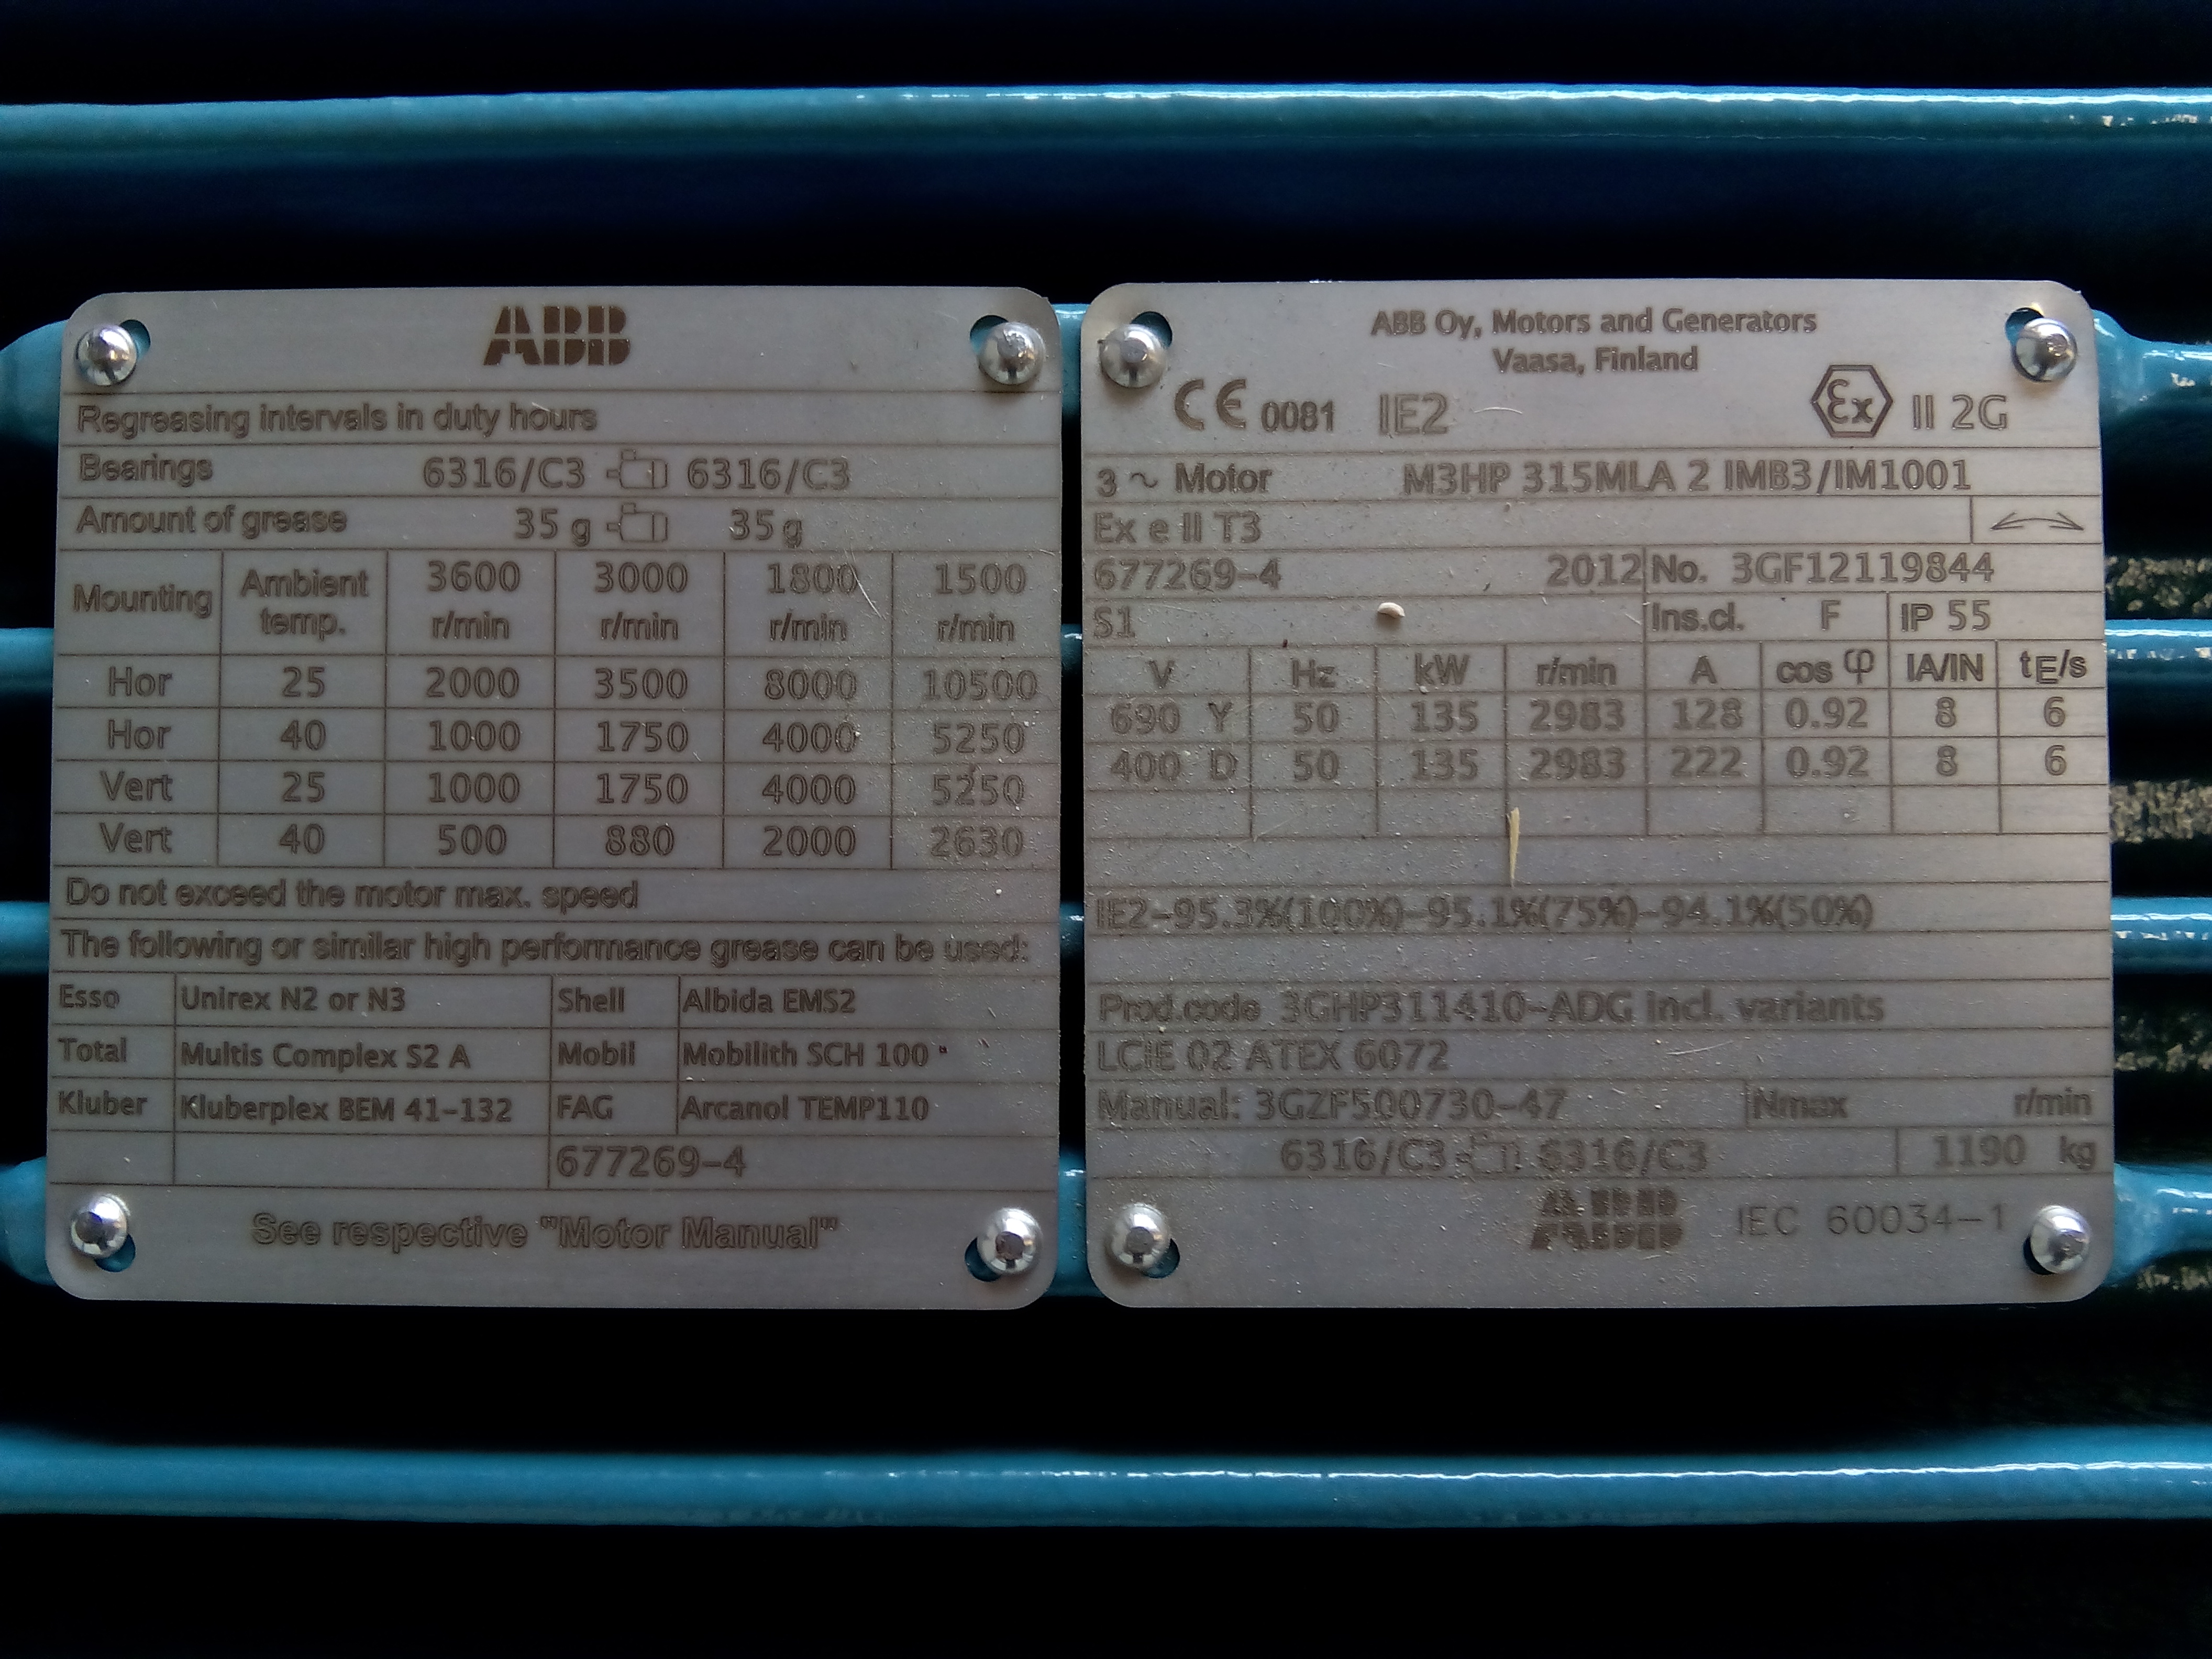 ABB
Regreasing intervals in duty hours
Bearings 6316/C3 6316/C3
Amount of grease 35 g 35 g
Mounting Ambient temp. 3600 r/min 3000 r/min 1800 r/min 1500 r/min
Hor 25 2000 3500 8000 10500
Hor 40 1000 1750 4000 5250
Vert 25 1000 1750 4000 5250
Vert 40 500 880 2000 2630
Do not exceed the motor max. speed
The following or similar high performance grease can be used:
Esso Unirex N2 or N3 Shell Albida EMS2
Total Multis Complex S2 A Mobil Mobilith SCH 100
Kluber Kluberplex BEM 41-132 FAG Arcanol TEMP110
677269-4
See respective "Motor Manual"
ABB Oy, Motors and Generators
Vaasa, Finland
CE 0081 IE2 Ex II 2G
3 ~ Motor M3HP 315MLA 2 IMB3/IM1001
Ex e II T3
677269-4 2012 No. 3GF12119844
S1 Ins.cl. F IP 55
V Hz kW r/min A cos φ IA/IN tE/s
690 Y 50 135 2983 128 0.92 8 6
400 D 50 135 2983 222 0.92 8 6
IE2-95.3%(100%)-95.1%(75%)-94.1%(50%)
Prod.code 3GHP311410-ADG incl. variants
LCIE 02 ATEX 6072
Manual: 3GZF500730-47 Nmax r/min
6316/C3 6316/C3 1190 kg
ABB IEC 60034-1